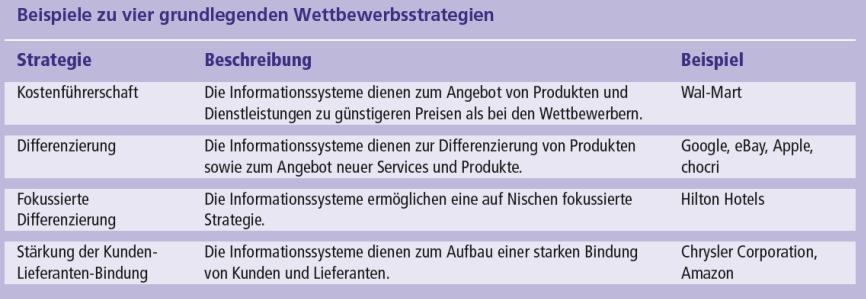 Beispiele zu vier grundlegenden Wettbewerbsstrategien
Strategie Beschreibung Beispiel
Kostenführerschaft Die Informationssysteme dienen zum Angebot von Produkten und Wal-Mart
Dienstleistungen zu günstigeren Preisen als bei den Wettbewerbern.
Differenzierung Die Informationssysteme dienen zur Differenzierung von Produkten Google, eBay, Apple,
sowie zum Angebot neuer Services und Produkte. chocri
Fokussierte Die Informationssysteme ermöglichen eine auf Nischen fokussierte Hilton Hotels
Differenzierung Strategie.
Stärkung der Kunden- Die Informationssysteme dienen zum Aufbau einer starken Bindung Chrysler Corporation,
Lieferanten-Bindung von Kunden und Lieferanten. Amazon